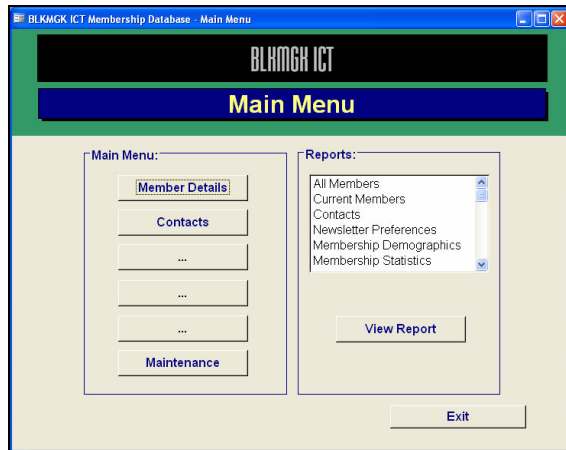 BLKMGK ICT Membership Database - Main Menu
BLKMGK ICT
Main Menu
Main Menu:
Member Details
Contacts
...
...
...
Maintenance
Reports:
All Members
Current Members
Contacts
Newsletter Preferences
Membership Demographics
Membership Statistics
View Report
Exit